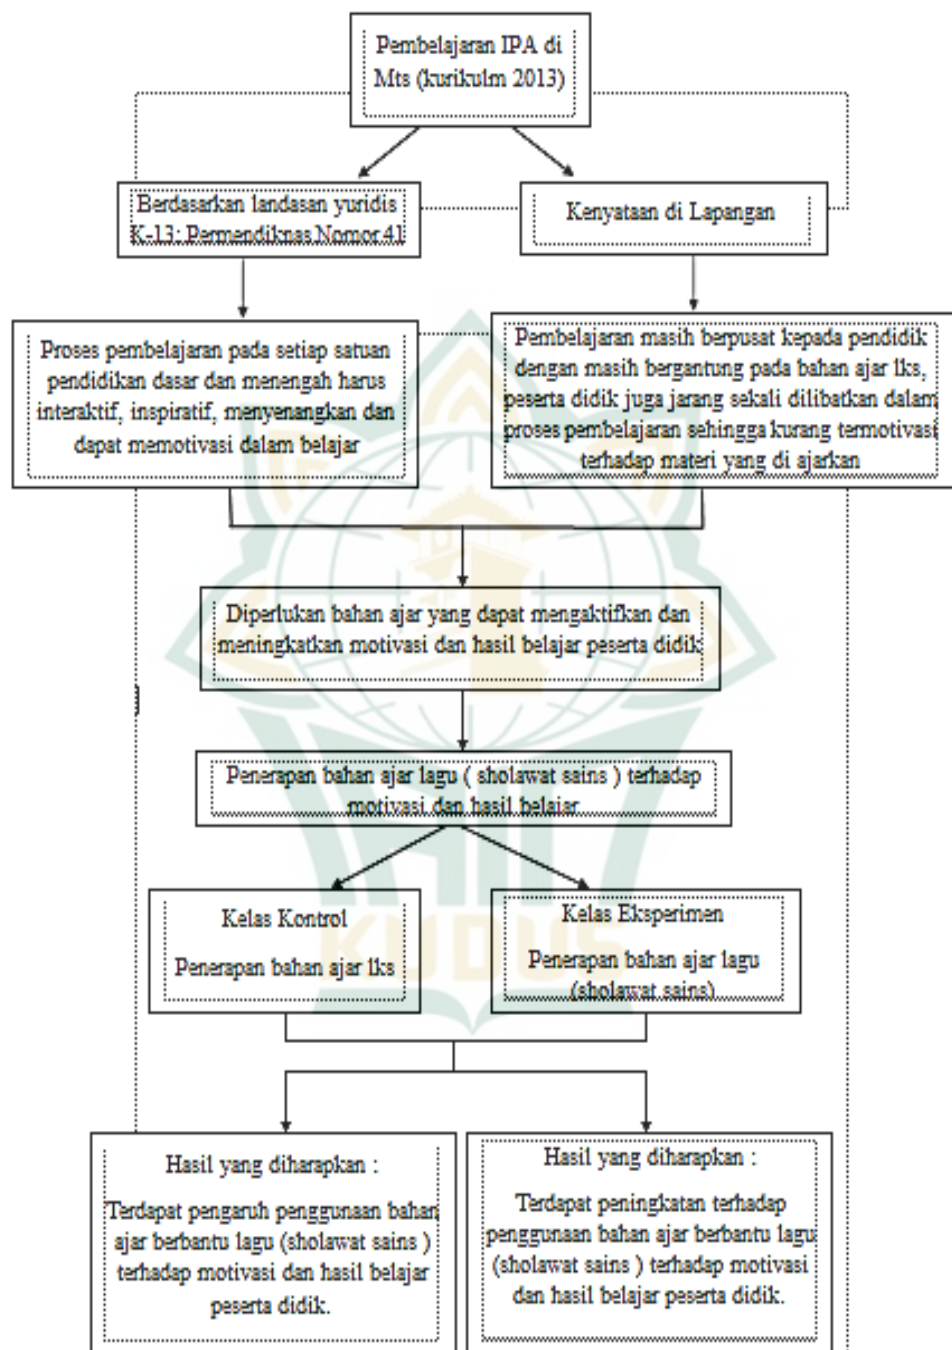 Pembelajaran IPA di
Mts (kurikulm 2013)
Berdasarkan landasan yuridis
K-13: Permendiknas Nomor 41
Kenyataan di Lapangan
Proses pembelajaran pada setiap satuan
pendidikan dasar dan menengah harus
interaktif, inspiratif, menyenangkan dan
dapat memotivasi dalam belajar
Pembelajaran masih berpusat kepada pendidik
dengan masih bergantung pada bahan ajar lks,
peserta didik juga jarang sekali dilibatkan dalam
proses pembelajaran sehingga kurang termotivasi
terhadap materi yang di ajarkan
Diperlukan bahan ajar yang dapat mengaktifkan dan
meningkatkan motivasi dan hasil belajar peserta didik
Penerapan bahan ajar lagu ( sholawat sains ) terhadap
motivasi dan hasil belajar
Kelas Kontrol
Penerapan bahan ajar lks
Kelas Eksperimen
Penerapan bahan ajar lagu
(sholawat sains)
KUDUS
Hasil yang diharapkan :
Terdapat pengaruh penggunaan bahan
ajar berbantu lagu (sholawat sains )
terhadap motivasi dan hasil belajar
peserta didik.
Hasil yang diharapkan :
Terdapat peningkatan terhadap
penggunaan bahan ajar berbantu lagu
(sholawat sains ) terhadap motivasi
dan hasil belajar peserta didik.